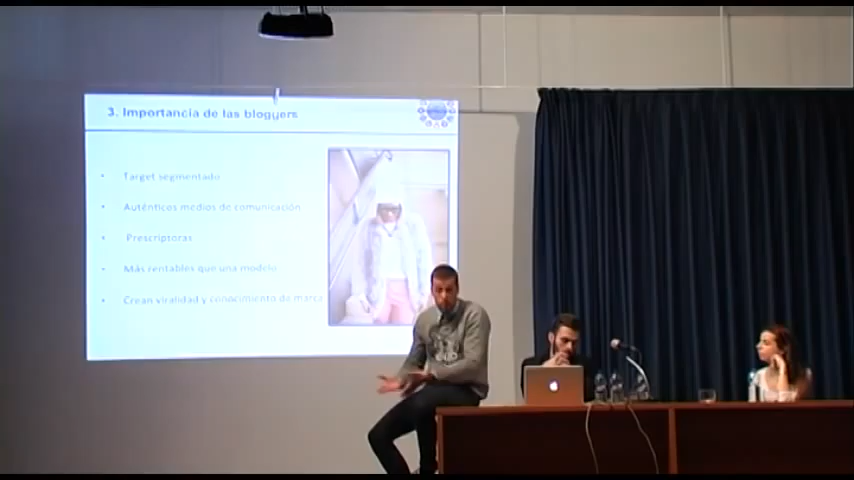 3. Importancia de las bloggers
Target segmentado
Auténticos medios de comunicación
Prescriptoras
Más rentables que una modelo
Crean viralidad y conocimiento de marca